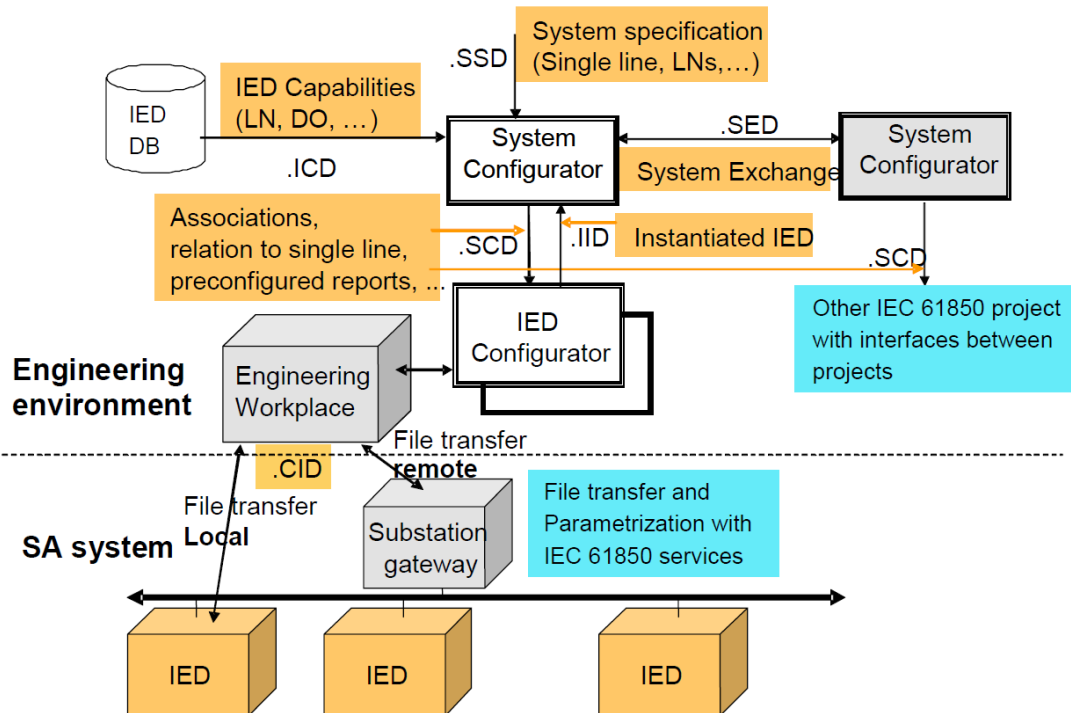 System specification
(Single line, LNs,...)
.SSD
IED
DB
IED Capabilities
(LN, DO, ...)
.ICD
System
Configurator
.SED
System Exchange
System
Configurator
Associations,
relation to single line,
preconfigured reports, ...
.SCD
.IID
Instantiated IED
.SCD
IED
Configurator
Other IEC 61850 project
with interfaces between
projects
Engineering
environment
Engineering
Workplace
File transfer
remote
.CID
File transfer
Local
SA system
Substation
gateway
File transfer and
Parametrization with
IEC 61850 services
IED
IED
IED